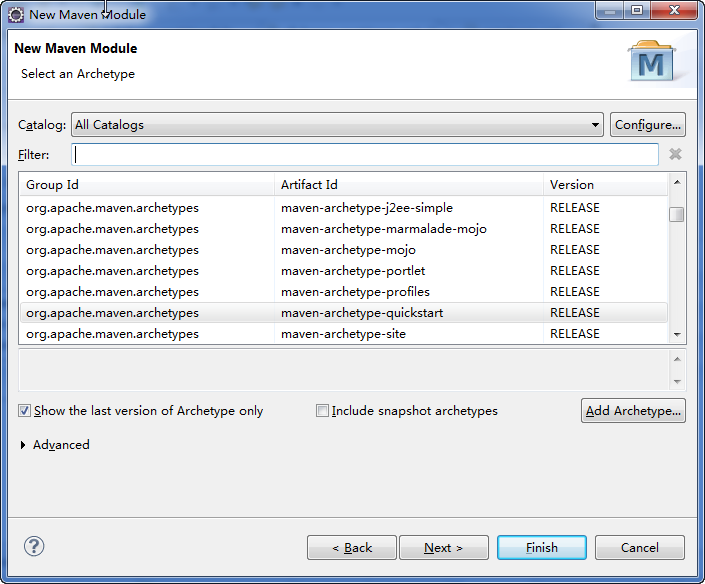 New Maven Module
New Maven Module
Select an Archetype
M
Catalog: All Catalogs Configure...
Filter:
Group Id Artifact Id Version
org.apache.maven.archetypes maven-archetype-j2ee-simple RELEASE
org.apache.maven.archetypes maven-archetype-marmalade-mojo RELEASE
org.apache.maven.archetypes maven-archetype-mojo RELEASE
org.apache.maven.archetypes maven-archetype-portlet RELEASE
org.apache.maven.archetypes maven-archetype-profiles RELEASE
org.apache.maven.archetypes maven-archetype-quickstart RELEASE
org.apache.maven.archetypes maven-archetype-site RELEASE
Show the last version of Archetype only Include snapshot archetypes Add Archetype...
Advanced
? < Back Next > Finish Cancel